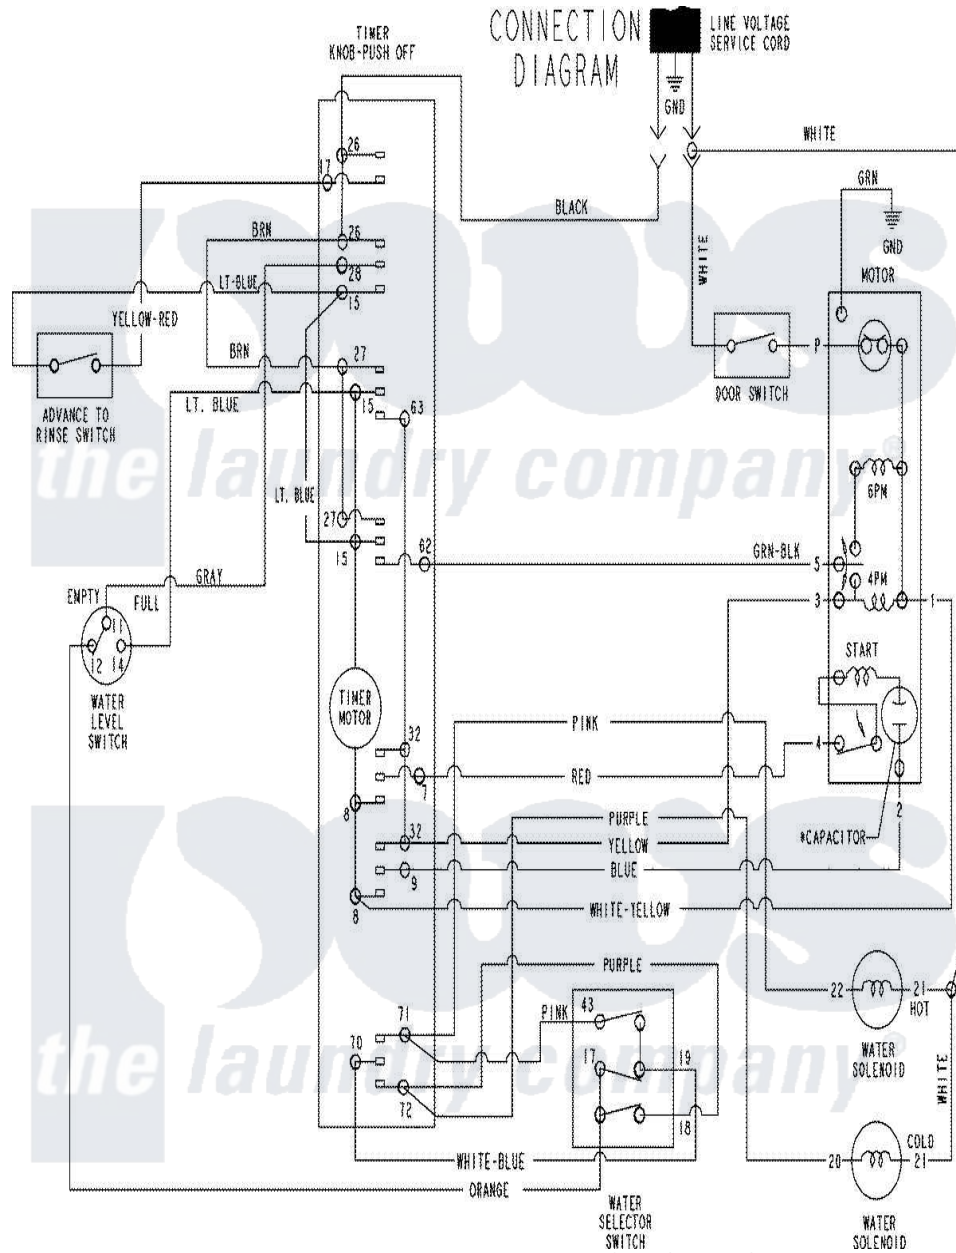 CONNECTION
DIAGRAM
LINE VOLTAGE
SERVICE CORD
TIMER
KNOB-PUSH OFF
GND
WHITE
26
17
GRN
BLACK
BRN
26
WHITE
GND
28
MOTOR
LT-BLUE
15
YELLOW-RED
BRN
27
P
DOOR SWITCH
LT. BLUE
15
63
ADVANCE TO
RINSE SWITCH
the laundry company®
6PM
LT. BLUE
27
15
62
GRN-BLK
5
GRAY
4PM
EMPTY
FULL
3
1
11
12
14
START
WATER
LEVEL
SWITCH
TIMER
MOTOR
PINK
32
4
RED
7
8
2
PURPLE
32
YELLOW
*CAPACITOR
BLUE
9
8
WHITE-YELLOW
PURPLE
22
21
HOT
43
PINK
71
70
17
19
WATER
SOLENOID
the laundry company®
WHITE
72
18
COLD
WHITE-BLUE
20
21
ORANGE
WATER
SELECTOR
SWITCH
WATER
SOLENOID